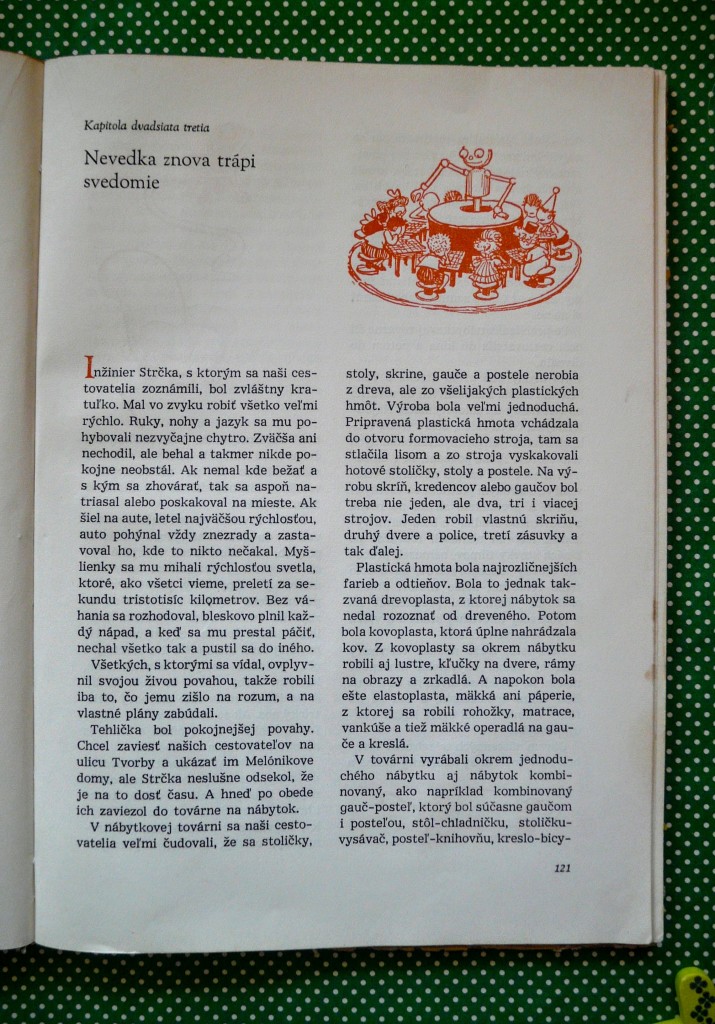 Kapitola dvadsiata tretia
Nevedka znova trápi
svedomie
Inžinier Strčka, s ktorým sa naši ces-
tovatelia zoznámili, bol zvláštny kra-
tuľko. Mal vo zvyku robiť všetko veľmi
rýchlo. Ruky, nohy a jazyk sa mu po-
hybovali nezvyčajne chytro. Zväčša ani
nechodil, ale behal a takmer nikde po-
kojne neobstál. Ak nemal kde bežať a
s kým sa zhovárať, tak sa aspoň na-
triasal alebo poskakoval na mieste. Ak
šiel na aute, letel najväčšou rýchlosťou,
auto pohýnal vždy znezrady a zasta-
voval ho, kde to nikto nečakal. Myš-
lienky sa mu mihali rýchlosťou svetla,
ktoré, ako všetci vieme, preletí za se-
kundu tristotisíc kilometrov. Bez vá-
hania sa rozhodoval, bleskovo plnil kaž-
dý nápad, a keď sa mu prestal páčiť,
nechal všetko tak a pustil sa do iného.
Všetkých, s ktorými sa vídal, ovplyv-
nil svojou živou povahou, takže robili
iba to, čo jemu zišlo na rozum, a na
vlastné plány zabúdali.
Tehlička bol pokojnejšej povahy.
Chcel zaviesť našich cestovateľov na
ulicu Tvorby a ukázať im Melónikove
domy, ale Strčka neslušne odsekol, že
je na to dosť času. A hneď po obede
ich zaviezol do továrne na nábytok.
V nábytkovej továrni sa naši cesto-
vatelia veľmi čudovali, že sa stoličky,
stoly, skrine, gauče a postele nerobia
z dreva, ale zo všelijakých plastických
hmôt. Výroba bola veľmi jednoduchá.
Pripravená plastická hmota vchádzala
do otvoru formovacieho stroja, tam sa
stlačila lisom a zo stroja vyskakovali
hotové stoličky, stoly a postele. Na vý-
robu skríň, kredencov alebo gaučov bol
treba nie jeden, ale dva, tri i viacej
strojov. Jeden robil vlastnú skriňu,
druhý dvere a police, tretí zásuvky a
tak ďalej.
Plastická hmota bola najrozličnejších
farieb a odtieňov. Bola to jednak tak-
zvaná drevoplasta, z ktorej nábytok sa
nedal rozoznať od dreveného. Potom
bola kovoplasta, ktorá úplne nahrádzala
kov. Z kovoplasty sa okrem nábytku
robili aj lustre, kľučky na dvere, rámy
na obrazy a zrkadlá. A napokon bola
ešte elastoplasta, mäkká ani páperie,
z ktorej sa robili rohožky, matrace,
vankúše a tiež mäkké operadlá na gau-
če a kreslá.
V továrni vyrábali okrem jednodu-
chého nábytku aj nábytok kombi-
novaný, ako napríklad kombinovaný
gauč-posteľ, ktorý bol súčasne gaučom
i posteľou, stôl-chladničku, stoličku-
vysávač, posteľ-knihovňu, kreslo-bicy-
121